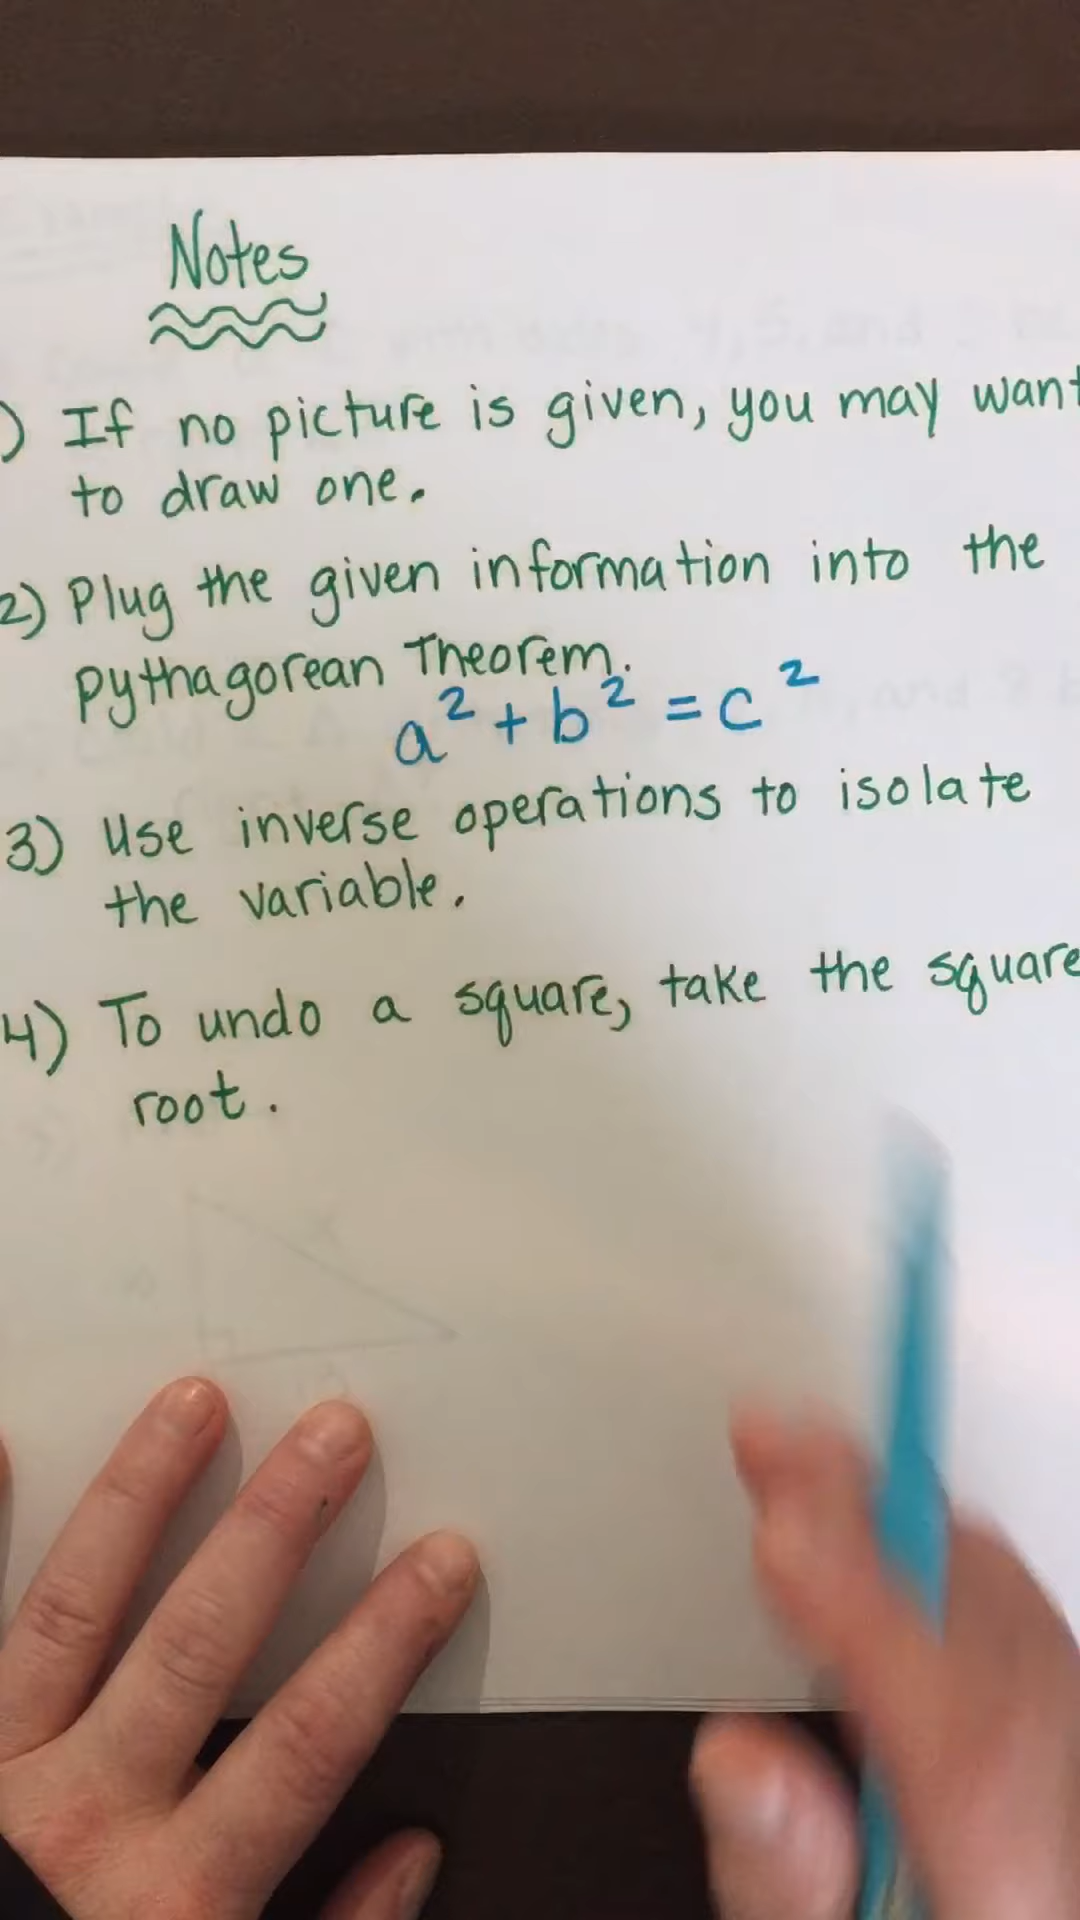 Notes
) If no picture is given, you may want
to draw one.
2) Plug the given information into the
pythagorean Theorem.
a² + b² = c²
3) Use inverse operations to isolate
the variable.
4) To undo a square, take the square
root.